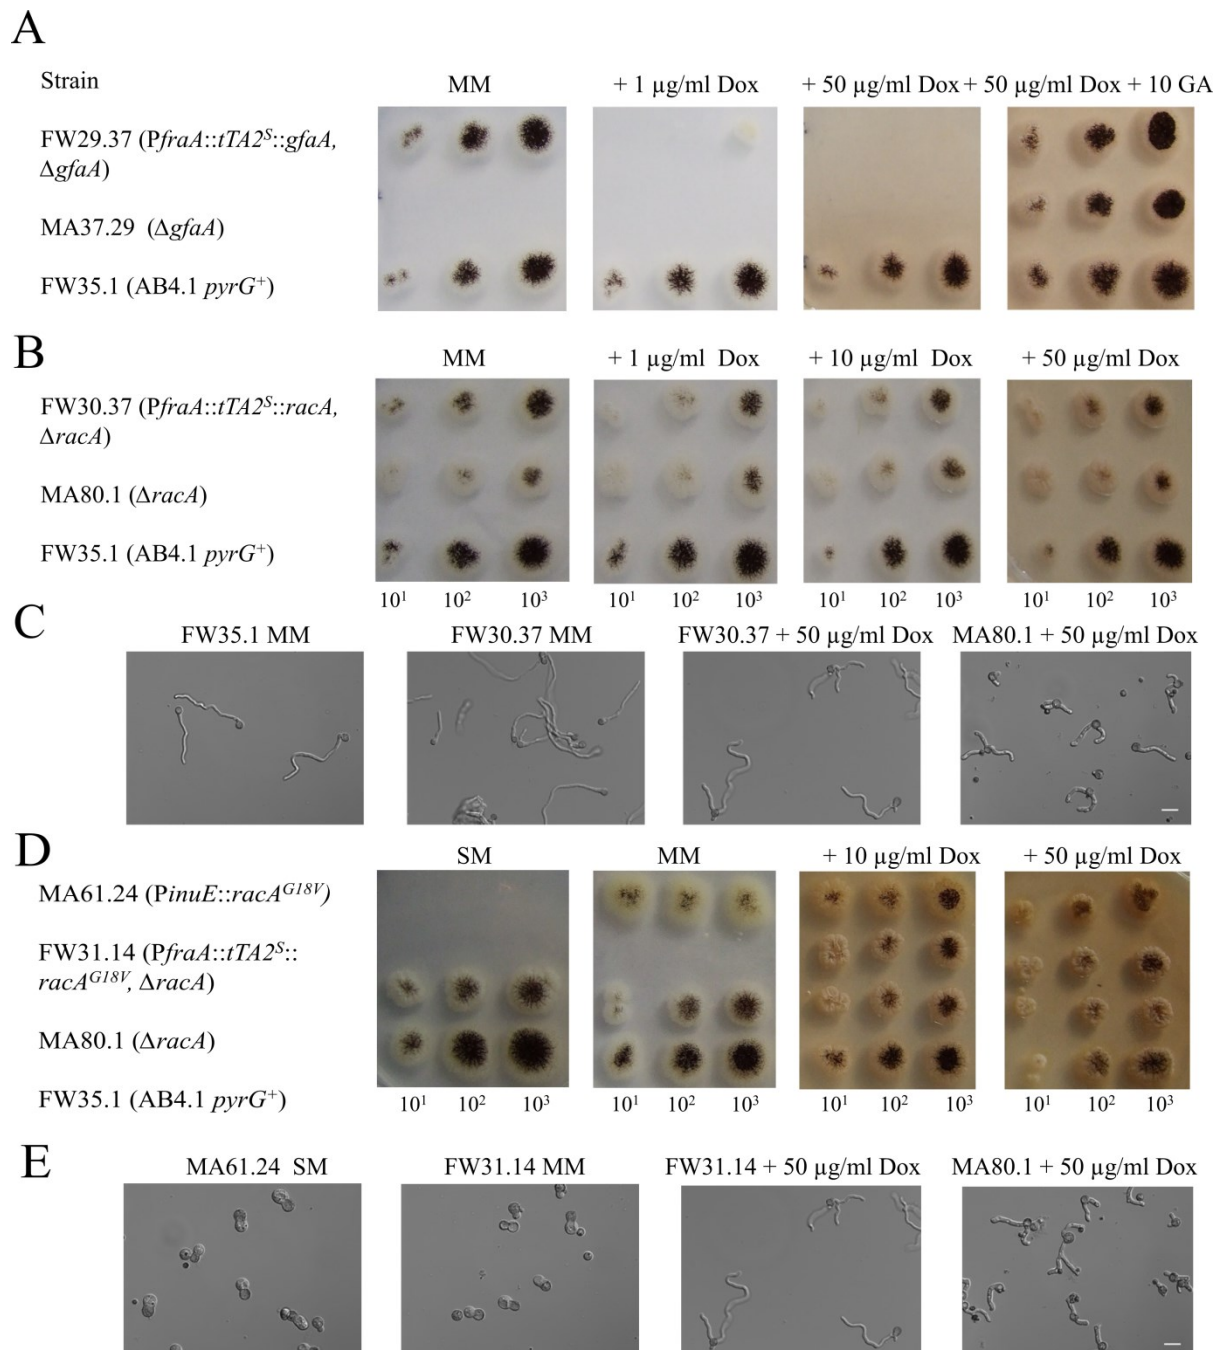 A
Strain
MM
+ 1 µg/ml Dox
+ 50 µg/ml Dox
+ 50 µg/ml Dox + 10 GA
FW29.37 (PfraA::tTA2ˢ::gfaA,
ΔgfaA)
MA37.29 (ΔgfaA)
FW35.1 (AB4.1 pyrG⁺)
B
MM
+ 1 µg/ml Dox
+ 10 µg/ml Dox
+ 50 µg/ml Dox
FW30.37 (PfraA::tTA2ˢ::racA,
ΔracA)
MA80.1 (ΔracA)
FW35.1 (AB4.1 pyrG⁺)
10¹ 10² 10³ 10¹ 10² 10³ 10¹ 10² 10³ 10¹ 10² 10³
C
FW35.1 MM
FW30.37 MM
FW30.37 + 50 µg/ml Dox
MA80.1 + 50 µg/ml Dox
D
SM
MM
+ 10 µg/ml Dox
+ 50 µg/ml Dox
MA61.24 (PinuE::racAᴳ¹⁸ⱽ)
FW31.14 (PfraA::tTA2ˢ::
racAᴳ¹⁸ⱽ, ΔracA)
MA80.1 (ΔracA)
FW35.1 (AB4.1 pyrG⁺)
10¹ 10² 10³ 10¹ 10² 10³ 10¹ 10² 10³ 10¹ 10² 10³
E
MA61.24 SM
FW31.14 MM
FW31.14 + 50 µg/ml Dox
MA80.1 + 50 µg/ml Dox